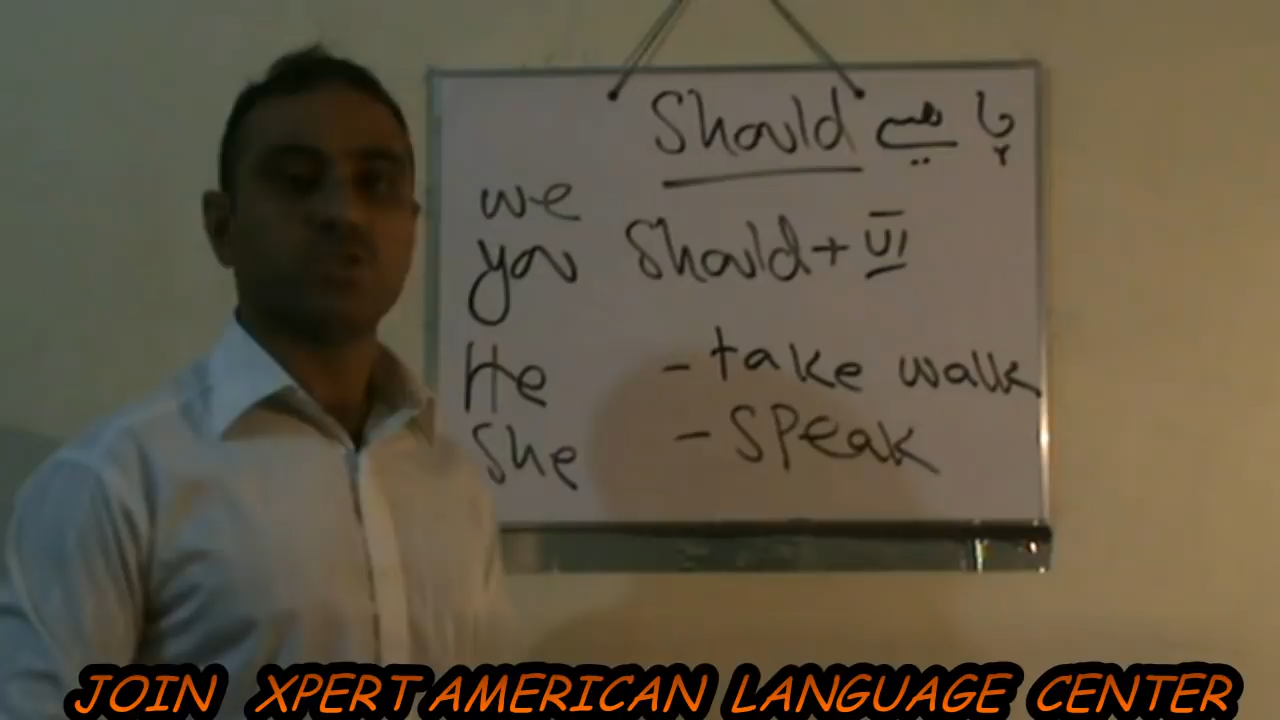 Should چاہیے
we
you Should + V1
He - take walk
She - speak
JOIN XPERT AMERICAN LANGUAGE CENTER